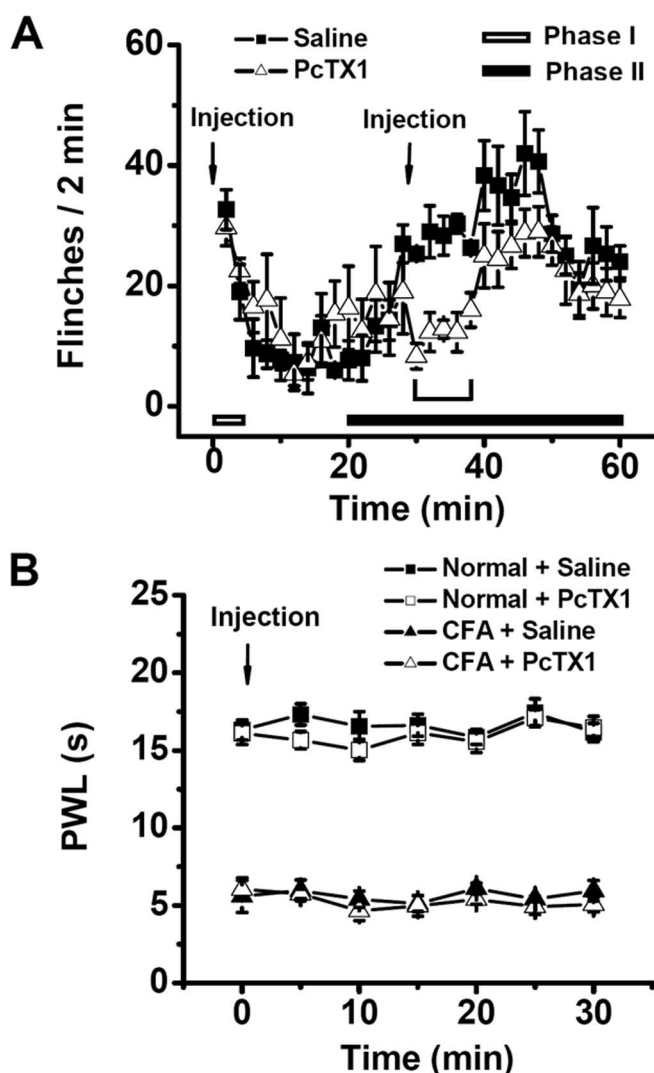 A
60
40
20
0
Flinches / 2 min
Saline
PcTX1
Phase I
Phase II
Injection
Injection
0
20
40
60
Time (min)
B
25
20
15
10
5
0
PWL (s)
Normal + Saline
Normal + PcTX1
CFA + Saline
CFA + PcTX1
Injection
0
10
20
30
Time (min)